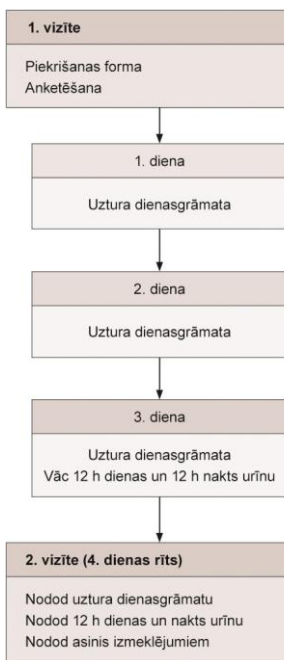 1. vizīte
Piekrišanas forma
Anketēšana
1. diena
Uztura dienasgrāmata
2. diena
Uztura dienasgrāmata
3. diena
Uztura dienasgrāmata
Vāc 12 h dienas un 12 h nakts urīnu
2. vizīte (4. dienas rīts)
Nodod uztura dienasgrāmatu
Nodod 12 h dienas un nakts urīnu
Nodod asinis izmeklējumiem